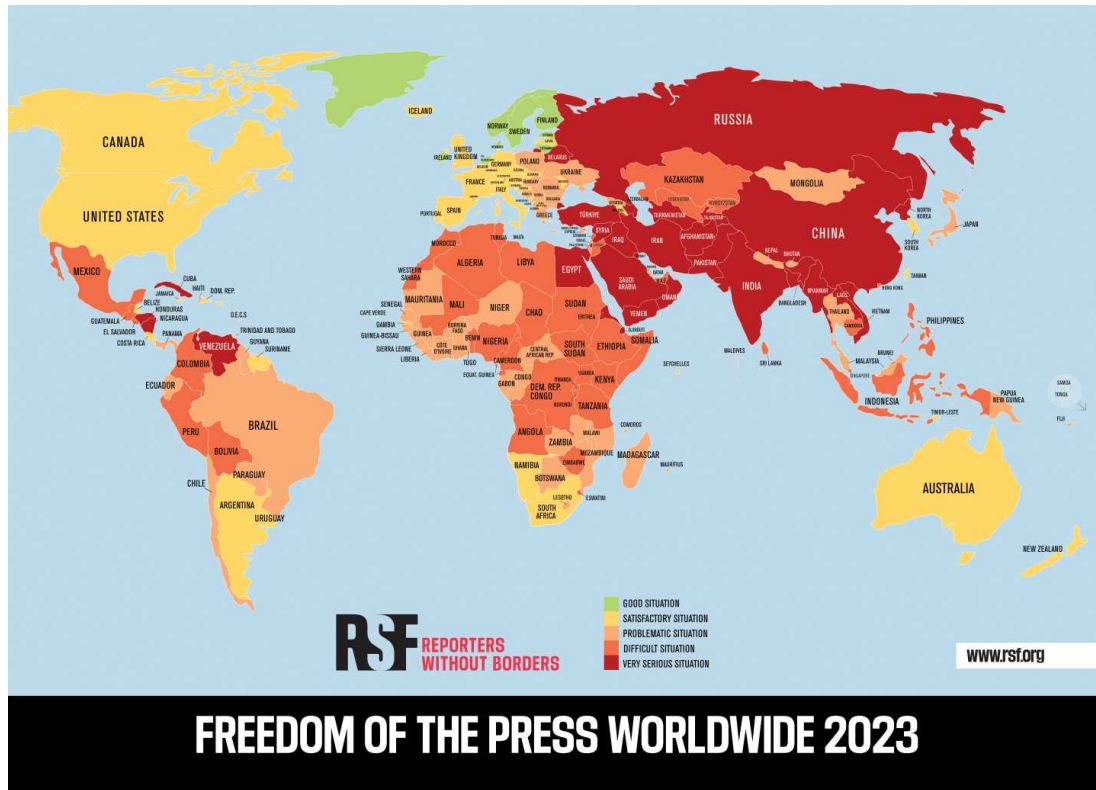 ICELAND
NORWAY
SWEDEN
FINLAND
RUSSIA
CANADA
IRELAND
UNITED
KINGDOM
GERMANY
POLAND
BELARUS
UKRAINE
KAZAKHSTAN
MONGOLIA
FRANCE
ITALY
HUNGARY
ROMANIA
BULGARIA
UNITED STATES
PORTUGAL
SPAIN
GREECE
TÜRKIYE
GEORGIA
AZERBAIJAN
TURKMENISTAN
TAJIKISTAN
CHINA
NORTH
KOREA
SOUTH
KOREA
JAPAN
MOROCCO
TUNISIA
MALTA
SYRIA
IRAQ
IRAN
AFGHANISTAN
PAKISTAN
NEPAL
BHUTAN
MEXICO
CUBA
HAITI
DOM. REP.
JAMAICA
BELIZE
HONDURAS
NICARAGUA
GUATEMALA
EL SALVADOR
COSTA RICA
PANAMA
O.E.C.S
TRINIDAD AND TOBAGO
GUYANA
SURINAME
VENEZUELA
COLOMBIA
ECUADOR
PERU
BRAZIL
BOLIVIA
PARAGUAY
CHILE
ARGENTINA
URUGUAY
WESTERN
SAHARA
ALGERIA
LIBYA
EGYPT
SAUDI
ARABIA
QATAR
OMAN
YEMEN
MAURITANIA
MALI
NIGER
CHAD
SUDAN
ERITREA
DJIBOUTI
SENEGAL
CAPE VERDE
GAMBIA
GUINEA-BISSAU
GUINEA
SIERRA LEONE
LIBERIA
CÔTE
D'IVOIRE
BURKINA
FASO
GHANA
TOGO
BENIN
NIGERIA
CAMEROON
EQUAT. GUINEA
GABON
CONGO
CENTRAL
AFRICAN REP.
SOUTH
SUDAN
ETHIOPIA
SOMALIA
DEM. REP.
CONGO
UGANDA
RWANDA
BURUNDI
KENYA
TANZANIA
ANGOLA
ZAMBIA
MALAWI
MOZAMBIQUE
ZIMBABWE
NAMIBIA
BOTSWANA
LESOTHO
ESWATINI
SOUTH
AFRICA
COMOROS
MADAGASCAR
MAURITIUS
SEYCHELLES
INDIA
BANGLADESH
MYANMAR
LAOS
THAILAND
CAMBODIA
VIETNAM
TAIWAN
HONG KONG
PHILIPPINES
MALDIVES
SRI LANKA
MALAYSIA
BRUNEI
SINGAPORE
INDONESIA
TIMOR-LESTE
PAPUA
NEW GUINEA
SAMOA
TONGA
FIJI
AUSTRALIA
NEW ZEALAND
GOOD SITUATION
SATISFACTORY SITUATION
PROBLEMATIC SITUATION
DIFFICULT SITUATION
VERY SERIOUS SITUATION
RSF REPORTERS
WITHOUT BORDERS
www.rsf.org
FREEDOM OF THE PRESS WORLDWIDE 2023